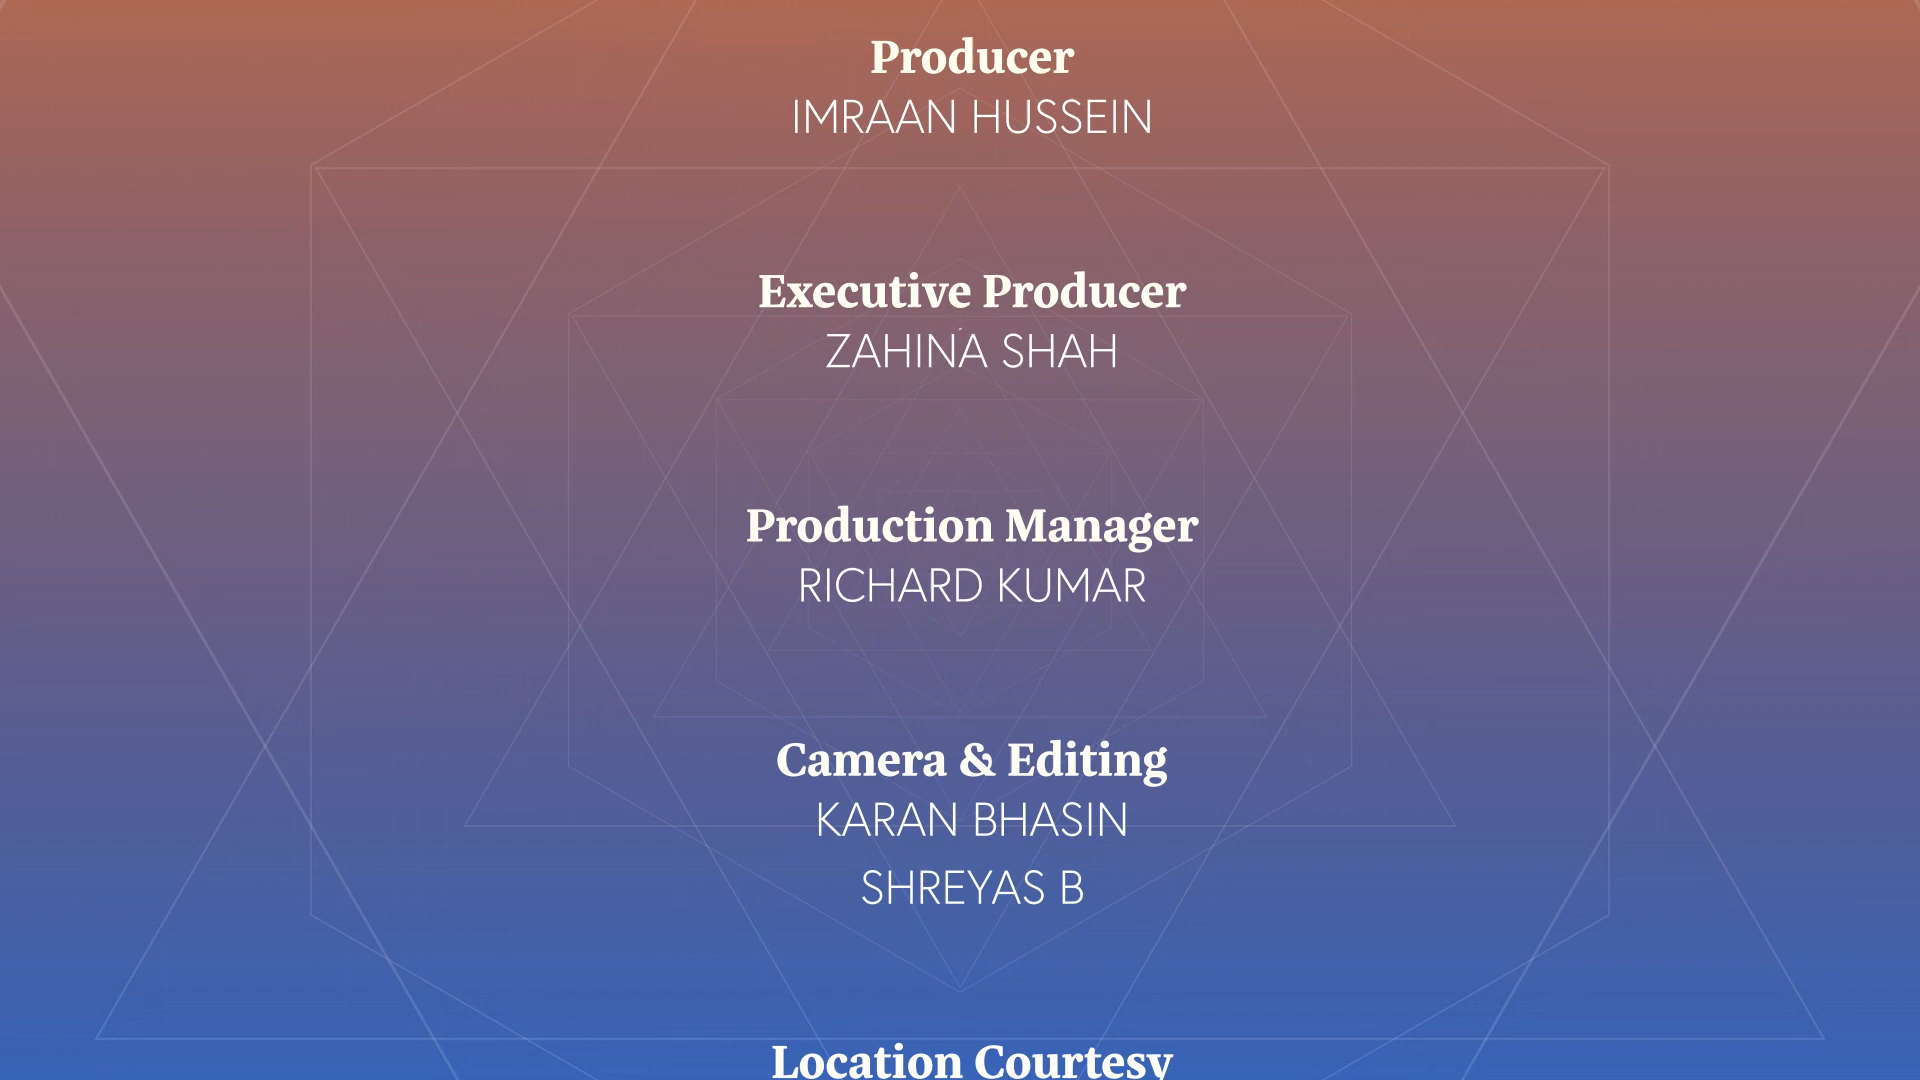 Producer
IMRAAN HUSSEIN
Executive Producer
ZAHINA SHAH
Production Manager
RICHARD KUMAR
Camera & Editing
KARAN BHASIN
SHREYAS B
Location Courtesy